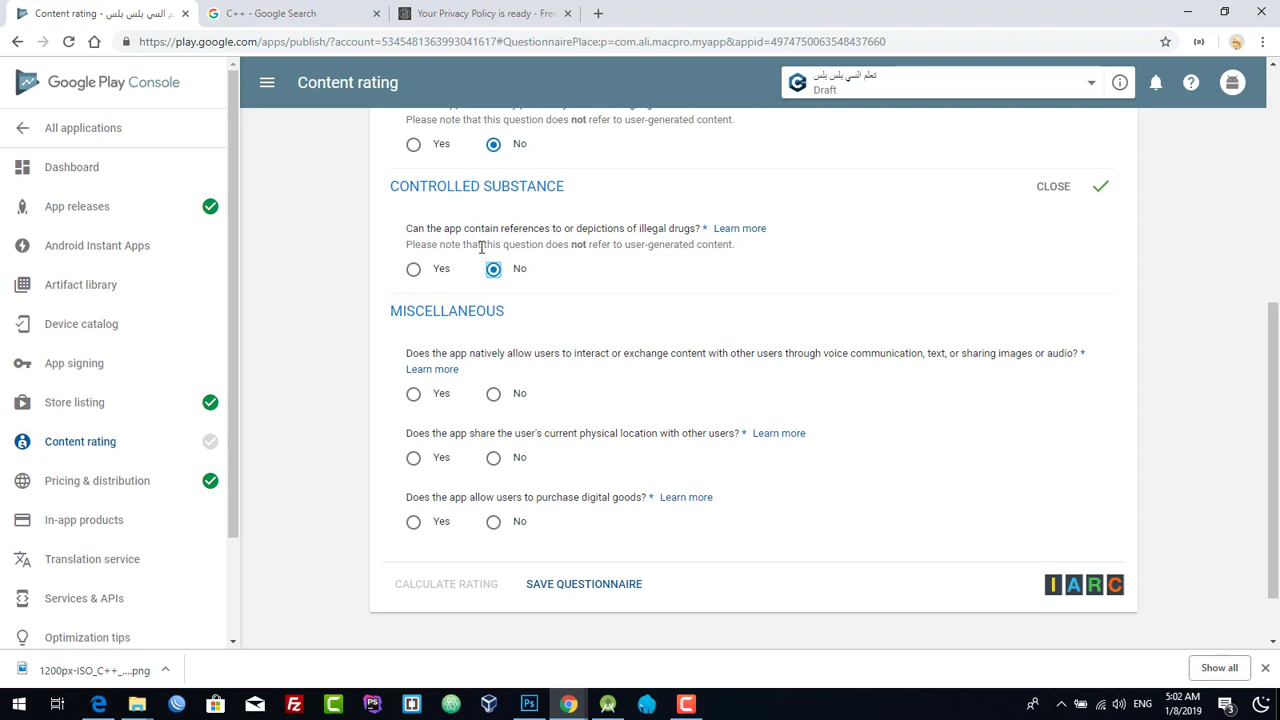 Content rating - تعلم السي بلس بلس
C++ - Google Search
Your Privacy Policy is ready - Free
https://play.google.com/apps/publish/?account=5345481363993041617#QuestionnairePlace:p=com.ali.macpro.myapp&appid=4974750063548437660
Google Play Console
Content rating
تعلم السي بلس بلس
Draft
All applications
Dashboard
App releases
Android Instant Apps
Artifact library
Device catalog
App signing
Store listing
Content rating
Pricing & distribution
In-app products
Translation service
Services & APIs
Optimization tips
Please note that this question does not refer to user-generated content.
Yes No
CONTROLLED SUBSTANCE CLOSE
Can the app contain references to or depictions of illegal drugs? * Learn more
Please note that this question does not refer to user-generated content.
Yes No
MISCELLANEOUS
Does the app natively allow users to interact or exchange content with other users through voice communication, text, or sharing images or audio? *
Learn more
Yes No
Does the app share the user's current physical location with other users? * Learn more
Yes No
Does the app allow users to purchase digital goods? * Learn more
Yes No
CALCULATE RATING SAVE QUESTIONNAIRE
IARC
1200px-ISO_C++_....png
Show all
ENG
5:02 AM
1/8/2019
3